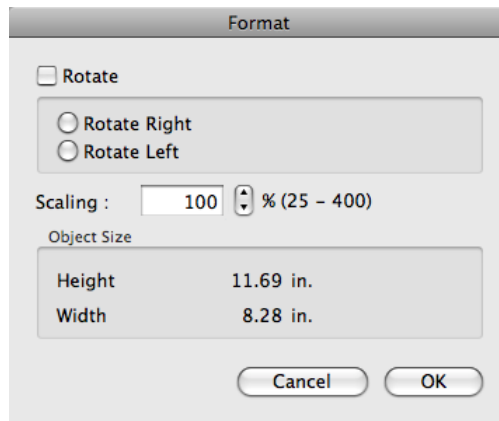 Format
Rotate
Rotate Right
Rotate Left
Scaling : 100 % (25 – 400)
Object Size
Height 11.69 in.
Width 8.28 in.
Cancel OK